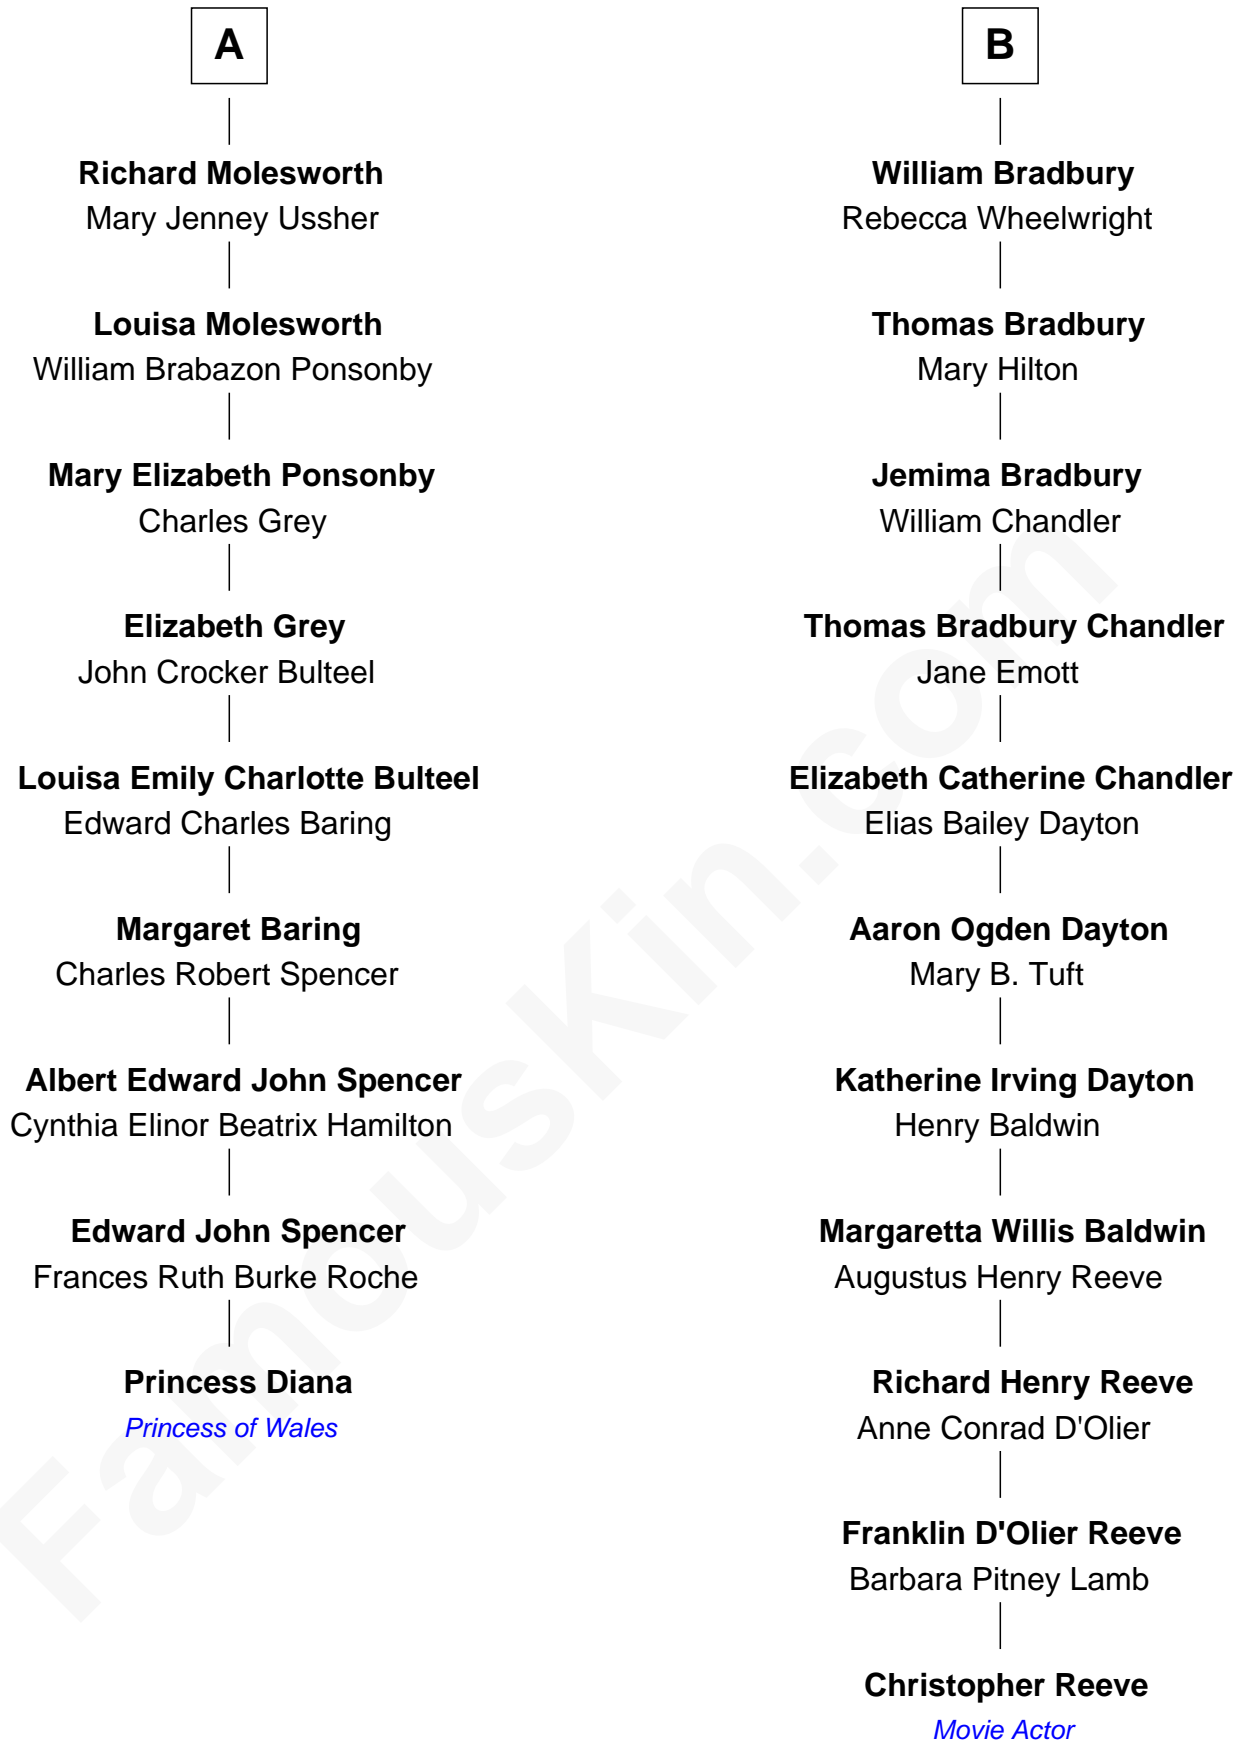 A
Richard Molesworth
Mary Jenney Ussher
Louisa Molesworth
William Brabazon Ponsonby
Mary Elizabeth Ponsonby
Charles Grey
Elizabeth Grey
John Crocker Bulteel
Louisa Emily Charlotte Bulteel
Edward Charles Baring
Margaret Baring
Charles Robert Spencer
Albert Edward John Spencer
Cynthia Elinor Beatrix Hamilton
Edward John Spencer
Frances Ruth Burke Roche
Princess Diana
Princess of Wales
B
William Bradbury
Rebecca Wheelwright
Thomas Bradbury
Mary Hilton
Jemima Bradbury
William Chandler
Thomas Bradbury Chandler
Jane Emott
Elizabeth Catherine Chandler
Elias Bailey Dayton
Aaron Ogden Dayton
Mary B. Tuft
Katherine Irving Dayton
Henry Baldwin
Margaretta Willis Baldwin
Augustus Henry Reeve
Richard Henry Reeve
Anne Conrad D'Olier
Franklin D'Olier Reeve
Barbara Pitney Lamb
Christopher Reeve
Movie Actor
FamousKin.com